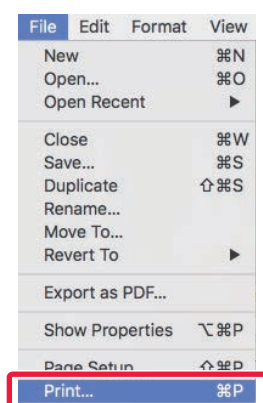 File Edit Format View
New ⌘N
Open... ⌘O
Open Recent ▶
Close ⌘W
Save... ⌘S
Duplicate ⇧⌘S
Rename...
Move To...
Revert To ▶
Export as PDF...
Show Properties ⌥⌘P
Page Setup ⇧⌘P
Print... ⌘P